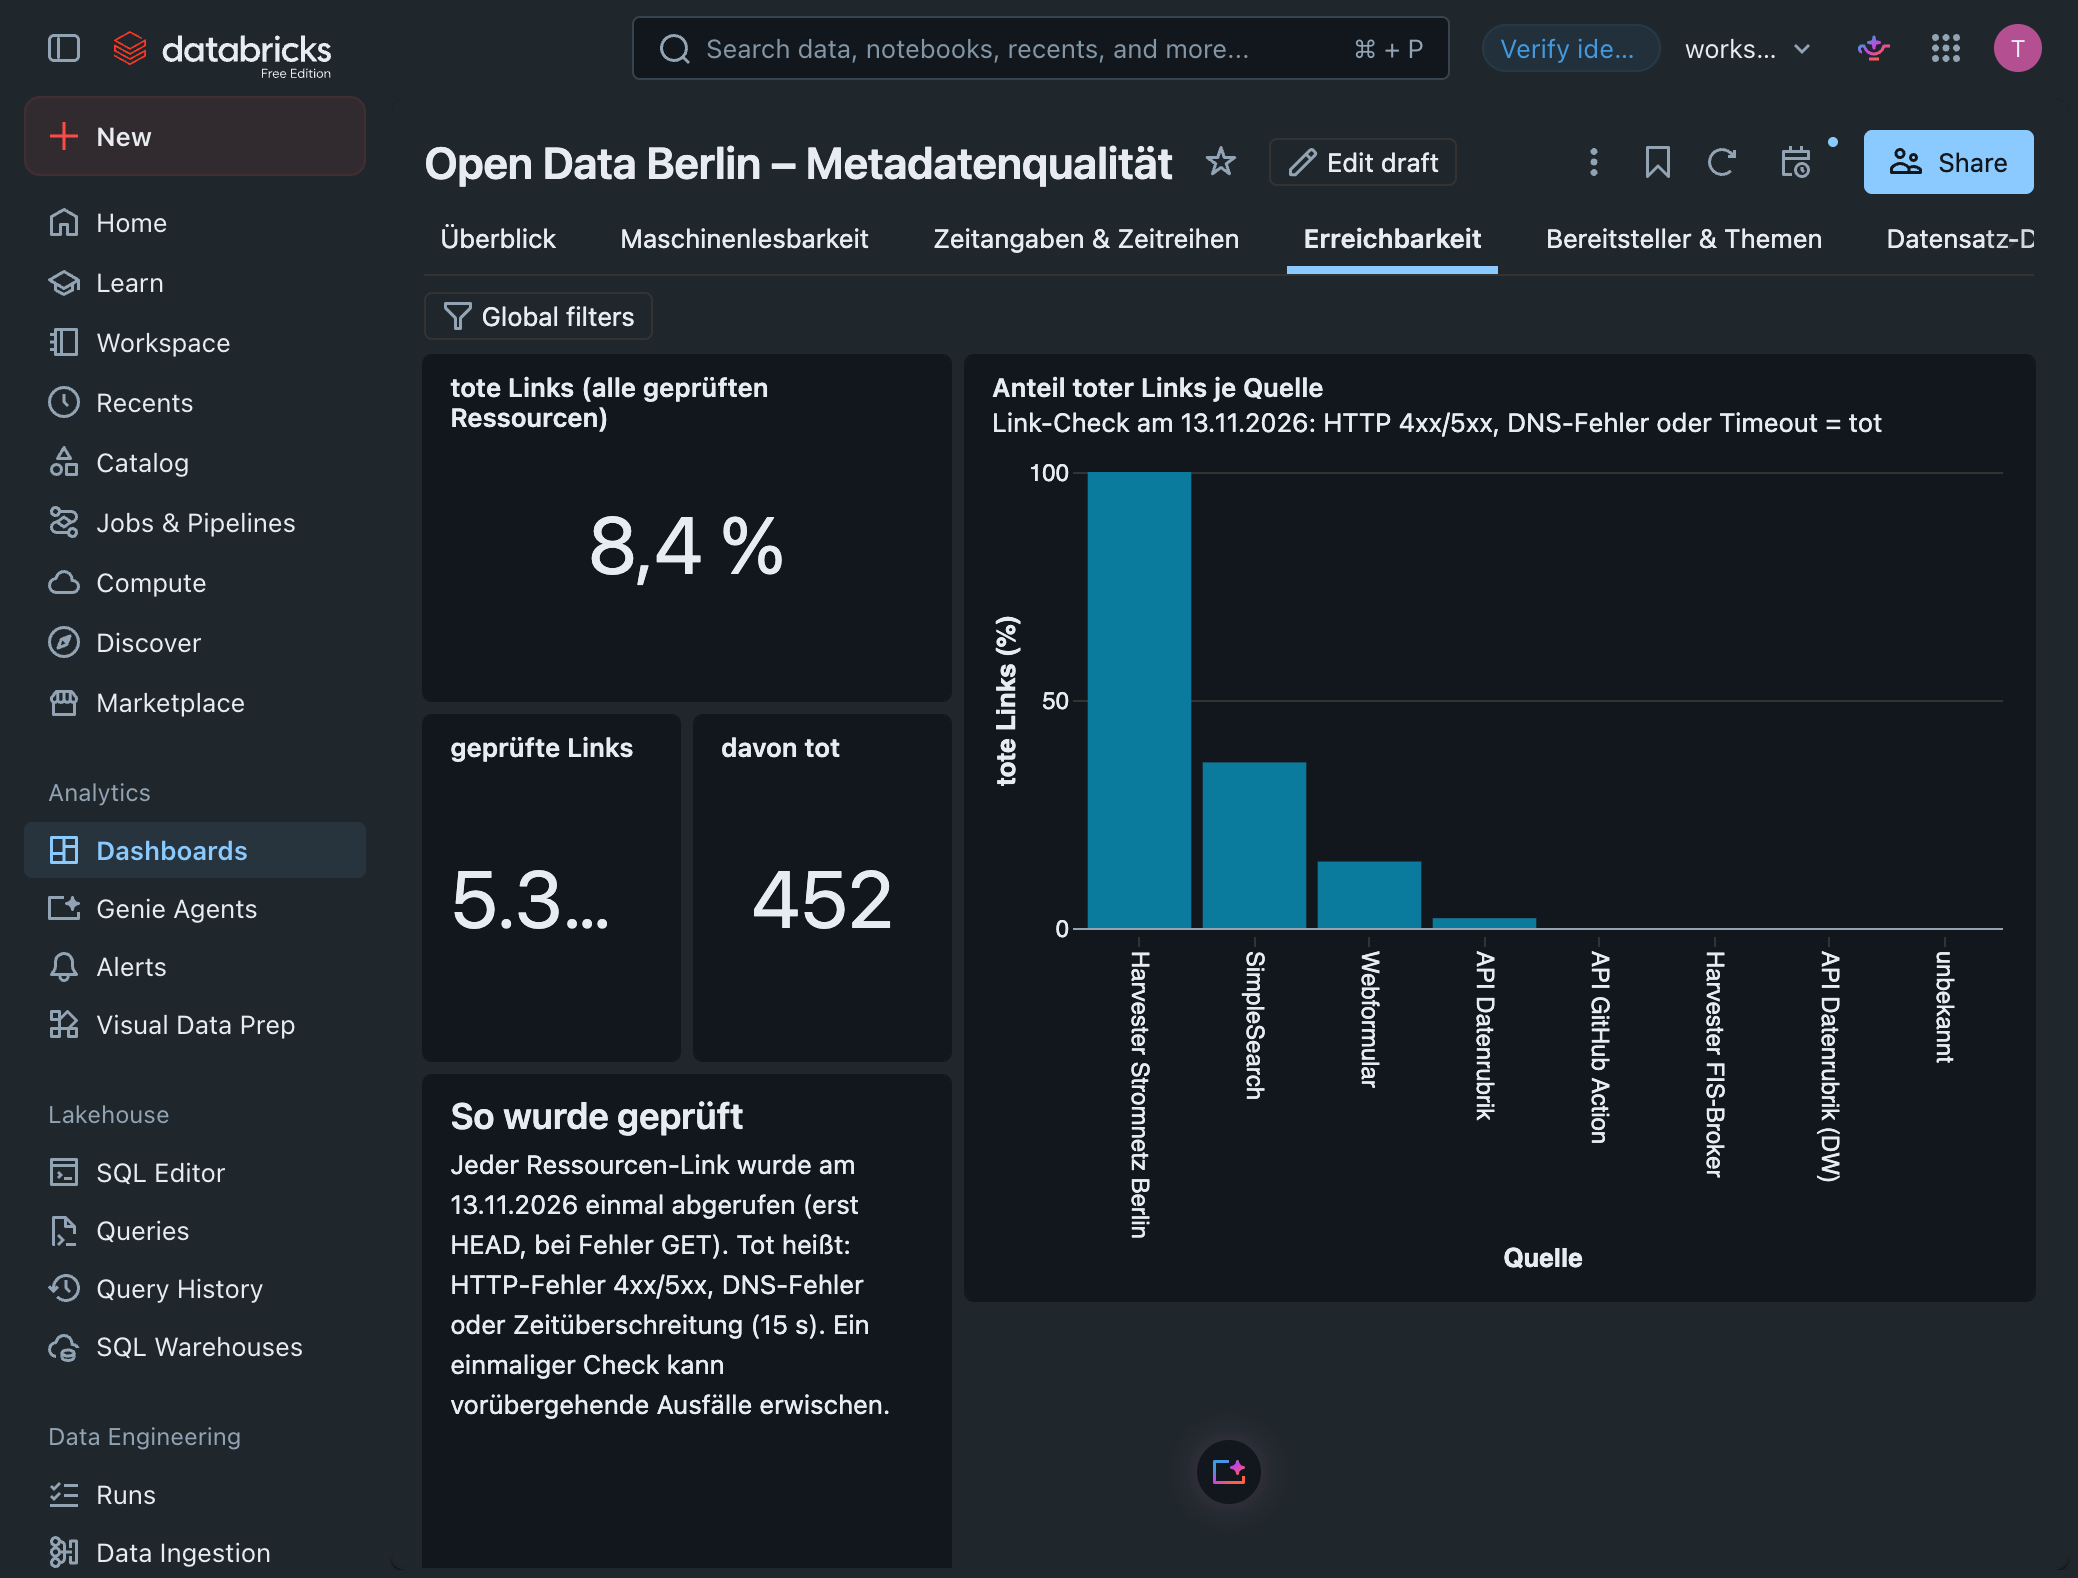 databricks
Free Edition
Search data, notebooks, recents, and more...
⌘ + P
Verify ide...
works...
T
New
Home
Learn
Workspace
Recents
Catalog
Jobs & Pipelines
Compute
Discover
Marketplace
Analytics
Dashboards
Genie Agents
Alerts
Visual Data Prep
Lakehouse
SQL Editor
Queries
Query History
SQL Warehouses
Data Engineering
Runs
Data Ingestion
Open Data Berlin – Metadatenqualität
Edit draft
Share
Überblick
Maschinenlesbarkeit
Zeitangaben & Zeitreihen
Erreichbarkeit
Bereitsteller & Themen
Datensatz-D
Global filters
tote Links (alle geprüften
Ressourcen)
8,4 %
geprüfte Links
5.3...
davon tot
452
So wurde geprüft
Jeder Ressourcen-Link wurde am
13.11.2026 einmal abgerufen (erst
HEAD, bei Fehler GET). Tot heißt:
HTTP-Fehler 4xx/5xx, DNS-Fehler
oder Zeitüberschreitung (15 s). Ein
einmaliger Check kann
vorübergehende Ausfälle erwischen.
Anteil toter Links je Quelle
Link-Check am 13.11.2026: HTTP 4xx/5xx, DNS-Fehler oder Timeout = tot
tote Links (%)
100
50
0
Harvester Stromnetz Berlin
SimpleSearch
Webformular
API Datenrubrik
API GitHub Action
Harvester FIS-Broker
API Datenrubrik (DW)
unbekannt
Quelle